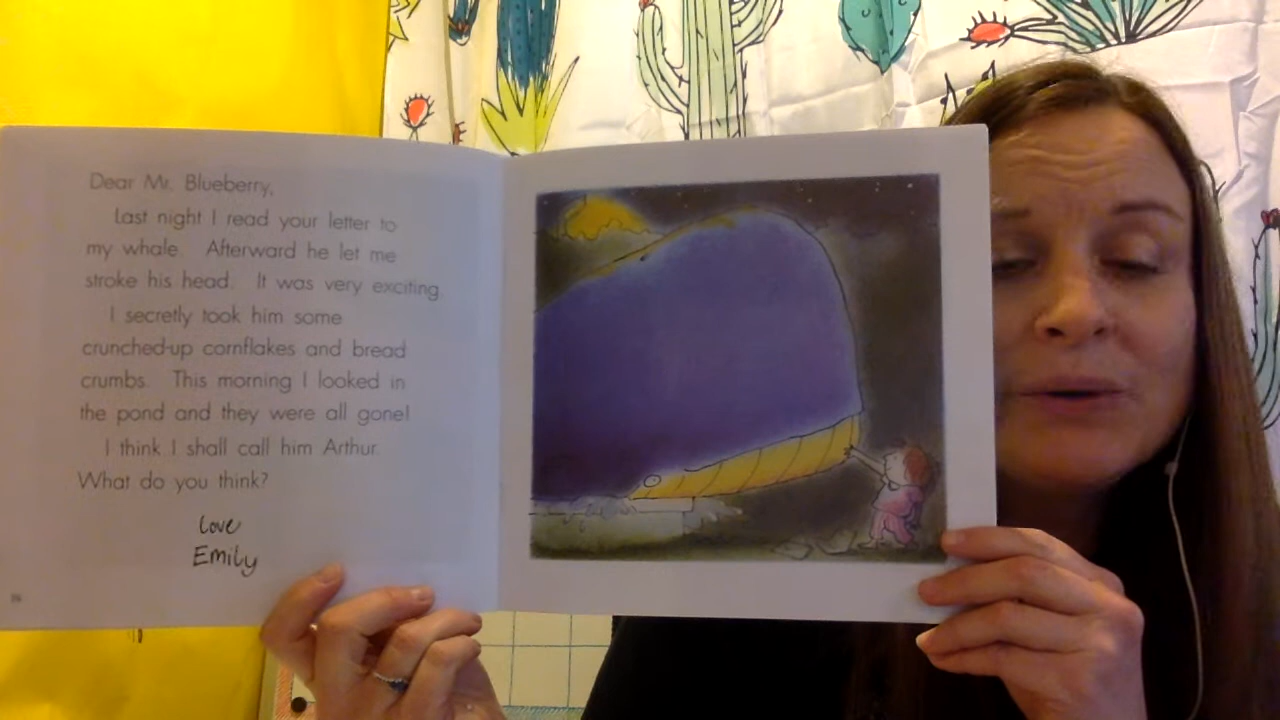 Dear Mr. Blueberry,
Last night I read your letter to
my whale. Afterward he let me
stroke his head. It was very exciting.
I secretly took him some
crunched-up cornflakes and bread
crumbs. This morning I looked in
the pond and they were all gone!
I think I shall call him Arthur.
What do you think?
Love
Emily